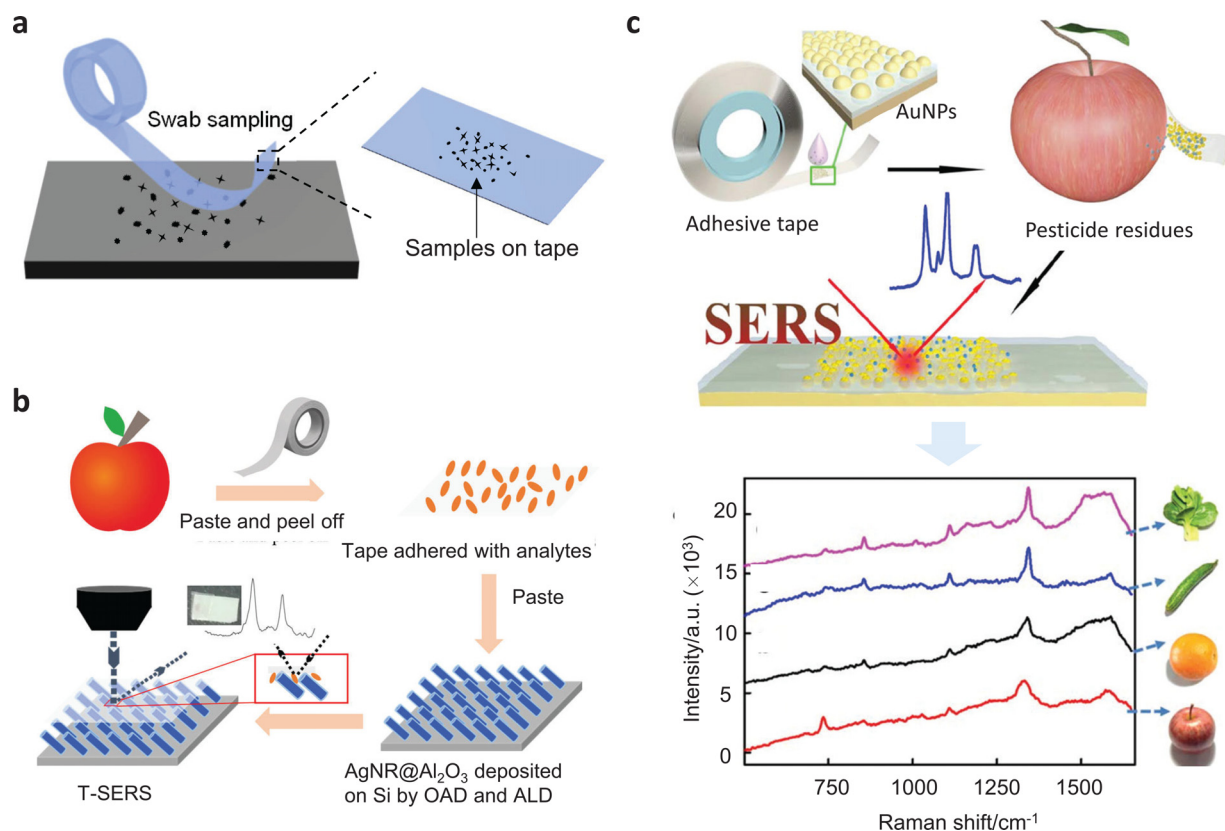 a
Swab sampling
Samples on tape
b
Paste and peel off
Tape adhered with analytes
Paste
T-SERS
AgNR@Al₂O₃ deposited
on Si by OAD and ALD
c
AuNPs
Adhesive tape
Pesticide residues
SERS
Intensity/a.u. (×10³)
20
15
10
5
0
750
1000
1250
1500
Raman shift/cm⁻¹